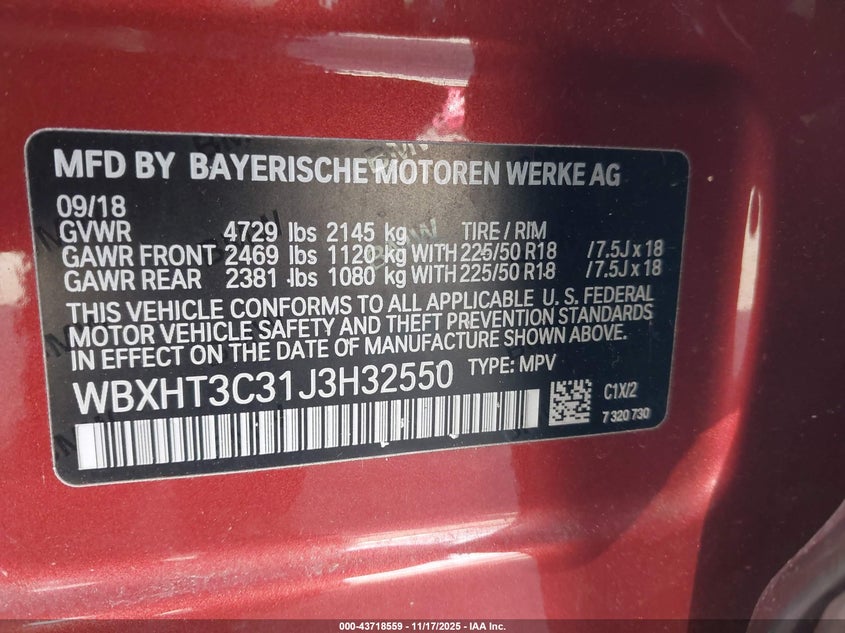 MFD BY BAYERISCHE MOTOREN WERKE AG
09/18
GVWR 4729 lbs 2145 kg TIRE / RIM
GAWR FRONT 2469 lbs 1120 kg WITH 225/50 R18 /7.5J x 18
GAWR REAR 2381 lbs 1080 kg WITH 225/50 R18 /7.5J x 18
THIS VEHICLE CONFORMS TO ALL APPLICABLE U. S. FEDERAL
MOTOR VEHICLE SAFETY AND THEFT PREVENTION STANDARDS
IN EFFECT ON THE DATE OF MANUFACTURE SHOWN ABOVE.
WBXHT3C31J3H32550 TYPE: MPV
C1X/2
7 320 730
000-43718559 — 11/17/2025 — IAA Inc.